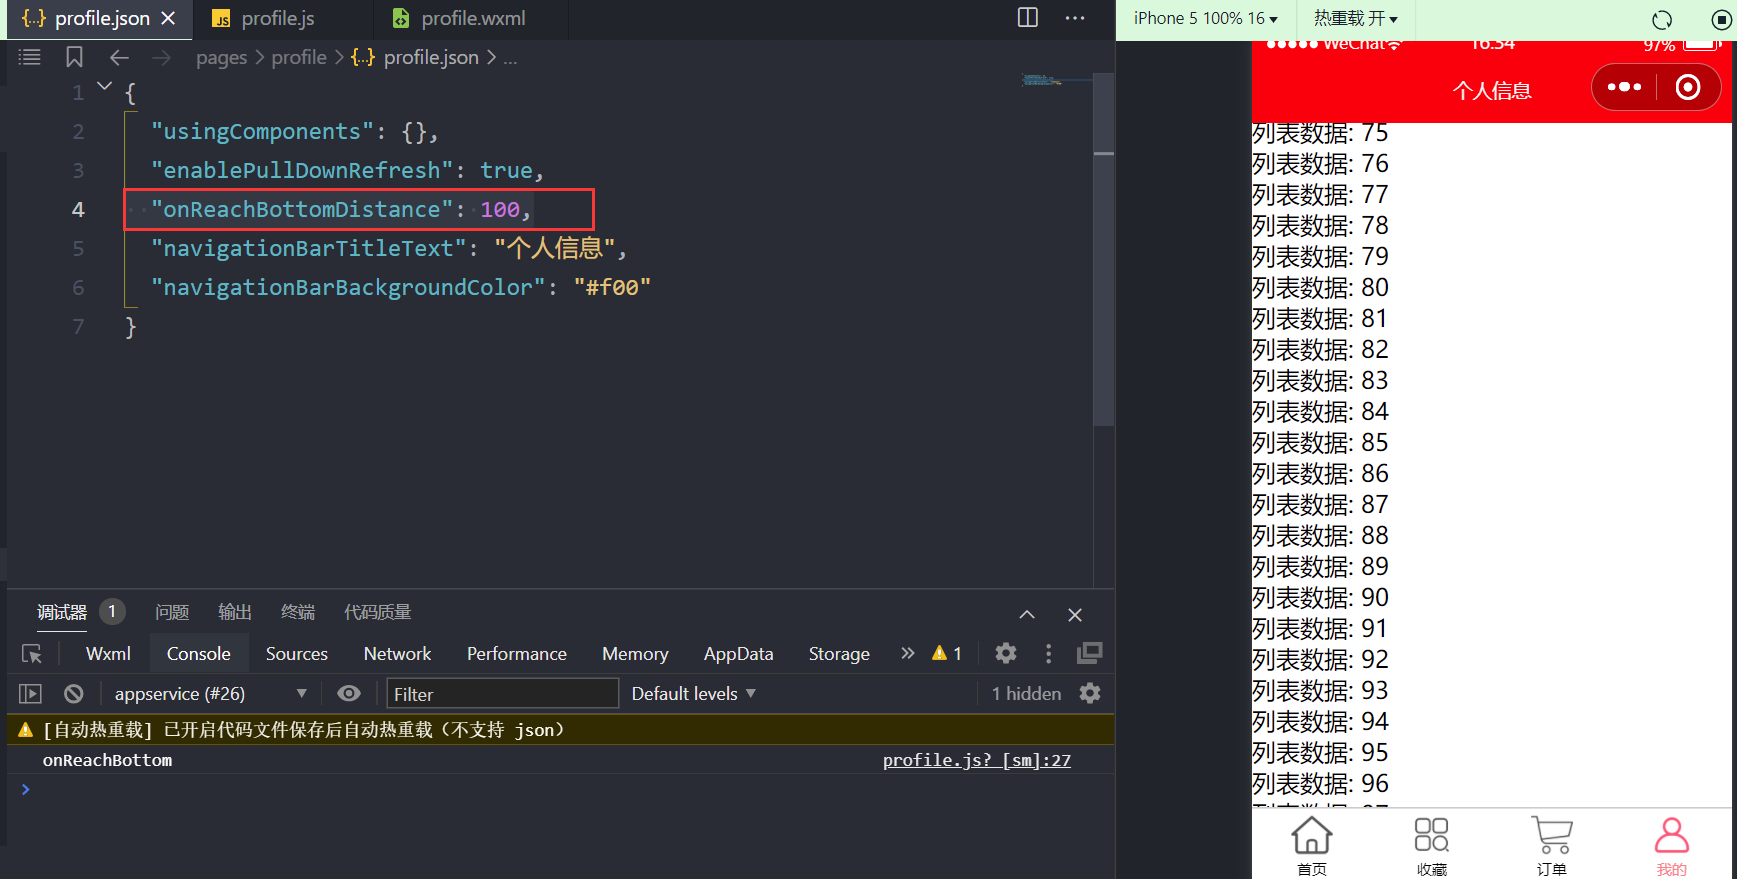 {..} profile.json ×
JS profile.js
profile.wxml
pages > profile > {..} profile.json > ...
1 {
2 "usingComponents": {},
3 "enablePullDownRefresh": true,
4 "onReachBottomDistance": 100,
5 "navigationBarTitleText": "个人信息",
6 "navigationBarBackgroundColor": "#f00"
7 }
调试器 1 问题 输出 终端 代码质量
Wxml Console Sources Network Performance Memory AppData Storage » 1
appservice (#26) Filter Default levels 1 hidden
[自动热重载] 已开启代码文件保存后自动热重载（不支持 json）
onReachBottom profile.js? [sm]:27
>
iPhone 5 100% 16 热重载 开
WeChat 16:34 97%
个人信息
列表数据: 75
列表数据: 76
列表数据: 77
列表数据: 78
列表数据: 79
列表数据: 80
列表数据: 81
列表数据: 82
列表数据: 83
列表数据: 84
列表数据: 85
列表数据: 86
列表数据: 87
列表数据: 88
列表数据: 89
列表数据: 90
列表数据: 91
列表数据: 92
列表数据: 93
列表数据: 94
列表数据: 95
列表数据: 96
列表数据: 97
首页 收藏 订单 我的